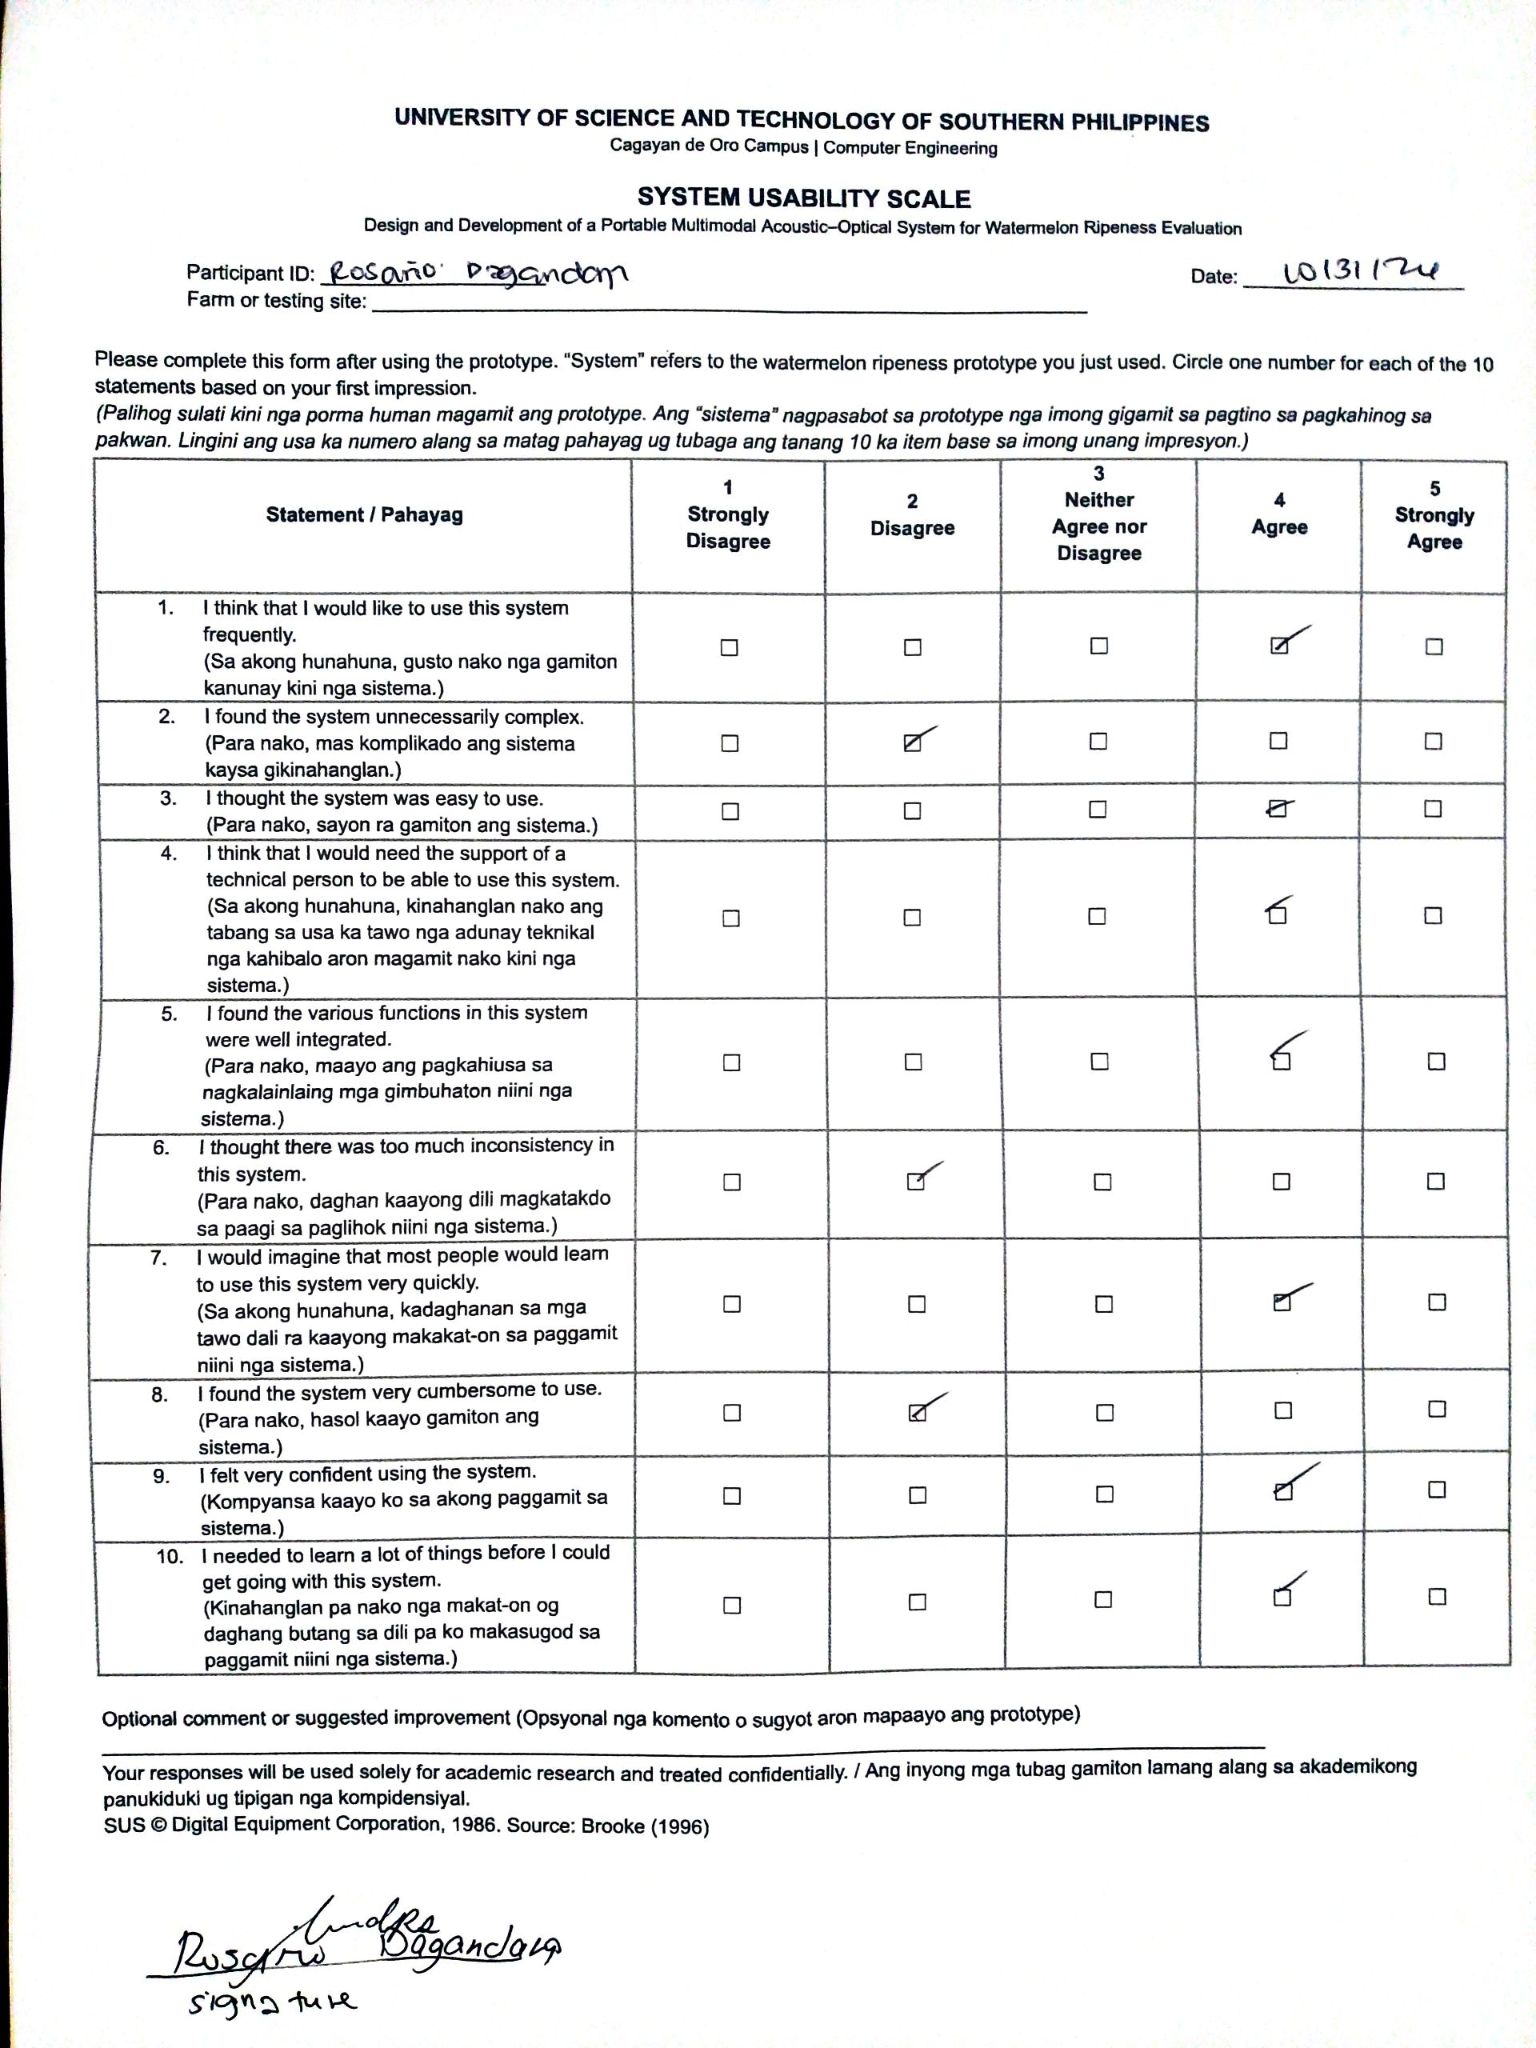 UNIVERSITY OF SCIENCE AND TECHNOLOGY OF SOUTHERN PHILIPPINES
Cagayan de Oro Campus | Computer Engineering
SYSTEM USABILITY SCALE
Design and Development of a Portable Multimodal Acoustic–Optical System for Watermelon Ripeness Evaluation
Participant ID: Date:
Farm or testing site:
Please complete this form after using the prototype. “System” refers to the watermelon ripeness prototype you just used. Circle one number for each of the 10
statements based on your first impression.
(Palihog sulati kini nga porma human magamit ang prototype. Ang “sistema” nagpasabot sa prototype nga imong gigamit sa pagtino sa pagkahinog sa
pakwan. Lingini ang usa ka numero alang sa matag pahayag ug tubaga ang tanang 10 ka item base sa imong unang impresyon.)
Statement / Pahayag
1
Strongly
Disagree
2
Disagree
3
Neither
Agree nor
Disagree
4
Agree
5
Strongly
Agree
1. I think that I would like to use this system
frequently.
(Sa akong hunahuna, gusto nako nga gamiton
kanunay kini nga sistema.)
2. I found the system unnecessarily complex.
(Para nako, mas komplikado ang sistema
kaysa gikinahanglan.)
3. I thought the system was easy to use.
(Para nako, sayon ra gamiton ang sistema.)
4. I think that I would need the support of a
technical person to be able to use this system.
(Sa akong hunahuna, kinahanglan nako ang
tabang sa usa ka tawo nga adunay teknikal
nga kahibalo aron magamit nako kini nga
sistema.)
5. I found the various functions in this system
were well integrated.
(Para nako, maayo ang pagkahiusa sa
nagkalainlaing mga gimbuhaton niini nga
sistema.)
6. I thought there was too much inconsistency in
this system.
(Para nako, daghan kaayong dili magkatakdo
sa paagi sa paglihok niini nga sistema.)
7. I would imagine that most people would learn
to use this system very quickly.
(Sa akong hunahuna, kadaghanan sa mga
tawo dali ra kaayong makakat-on sa paggamit
niini nga sistema.)
8. I found the system very cumbersome to use.
(Para nako, hasol kaayo gamiton ang
sistema.)
9. I felt very confident using the system.
(Kompyansa kaayo ko sa akong paggamit sa
sistema.)
10. I needed to learn a lot of things before I could
get going with this system.
(Kinahanglan pa nako nga makat-on og
daghang butang sa dili pa ko makasugod sa
paggamit niini nga sistema.)
Optional comment or suggested improvement (Opsyonal nga komento o sugyot aron mapaayo ang prototype)
Your responses will be used solely for academic research and treated confidentially. / Ang inyong mga tubag gamiton lamang alang sa akademikong
panukiduki ug tipigan nga kompidensiyal.
SUS © Digital Equipment Corporation, 1986. Source: Brooke (1996)
signature